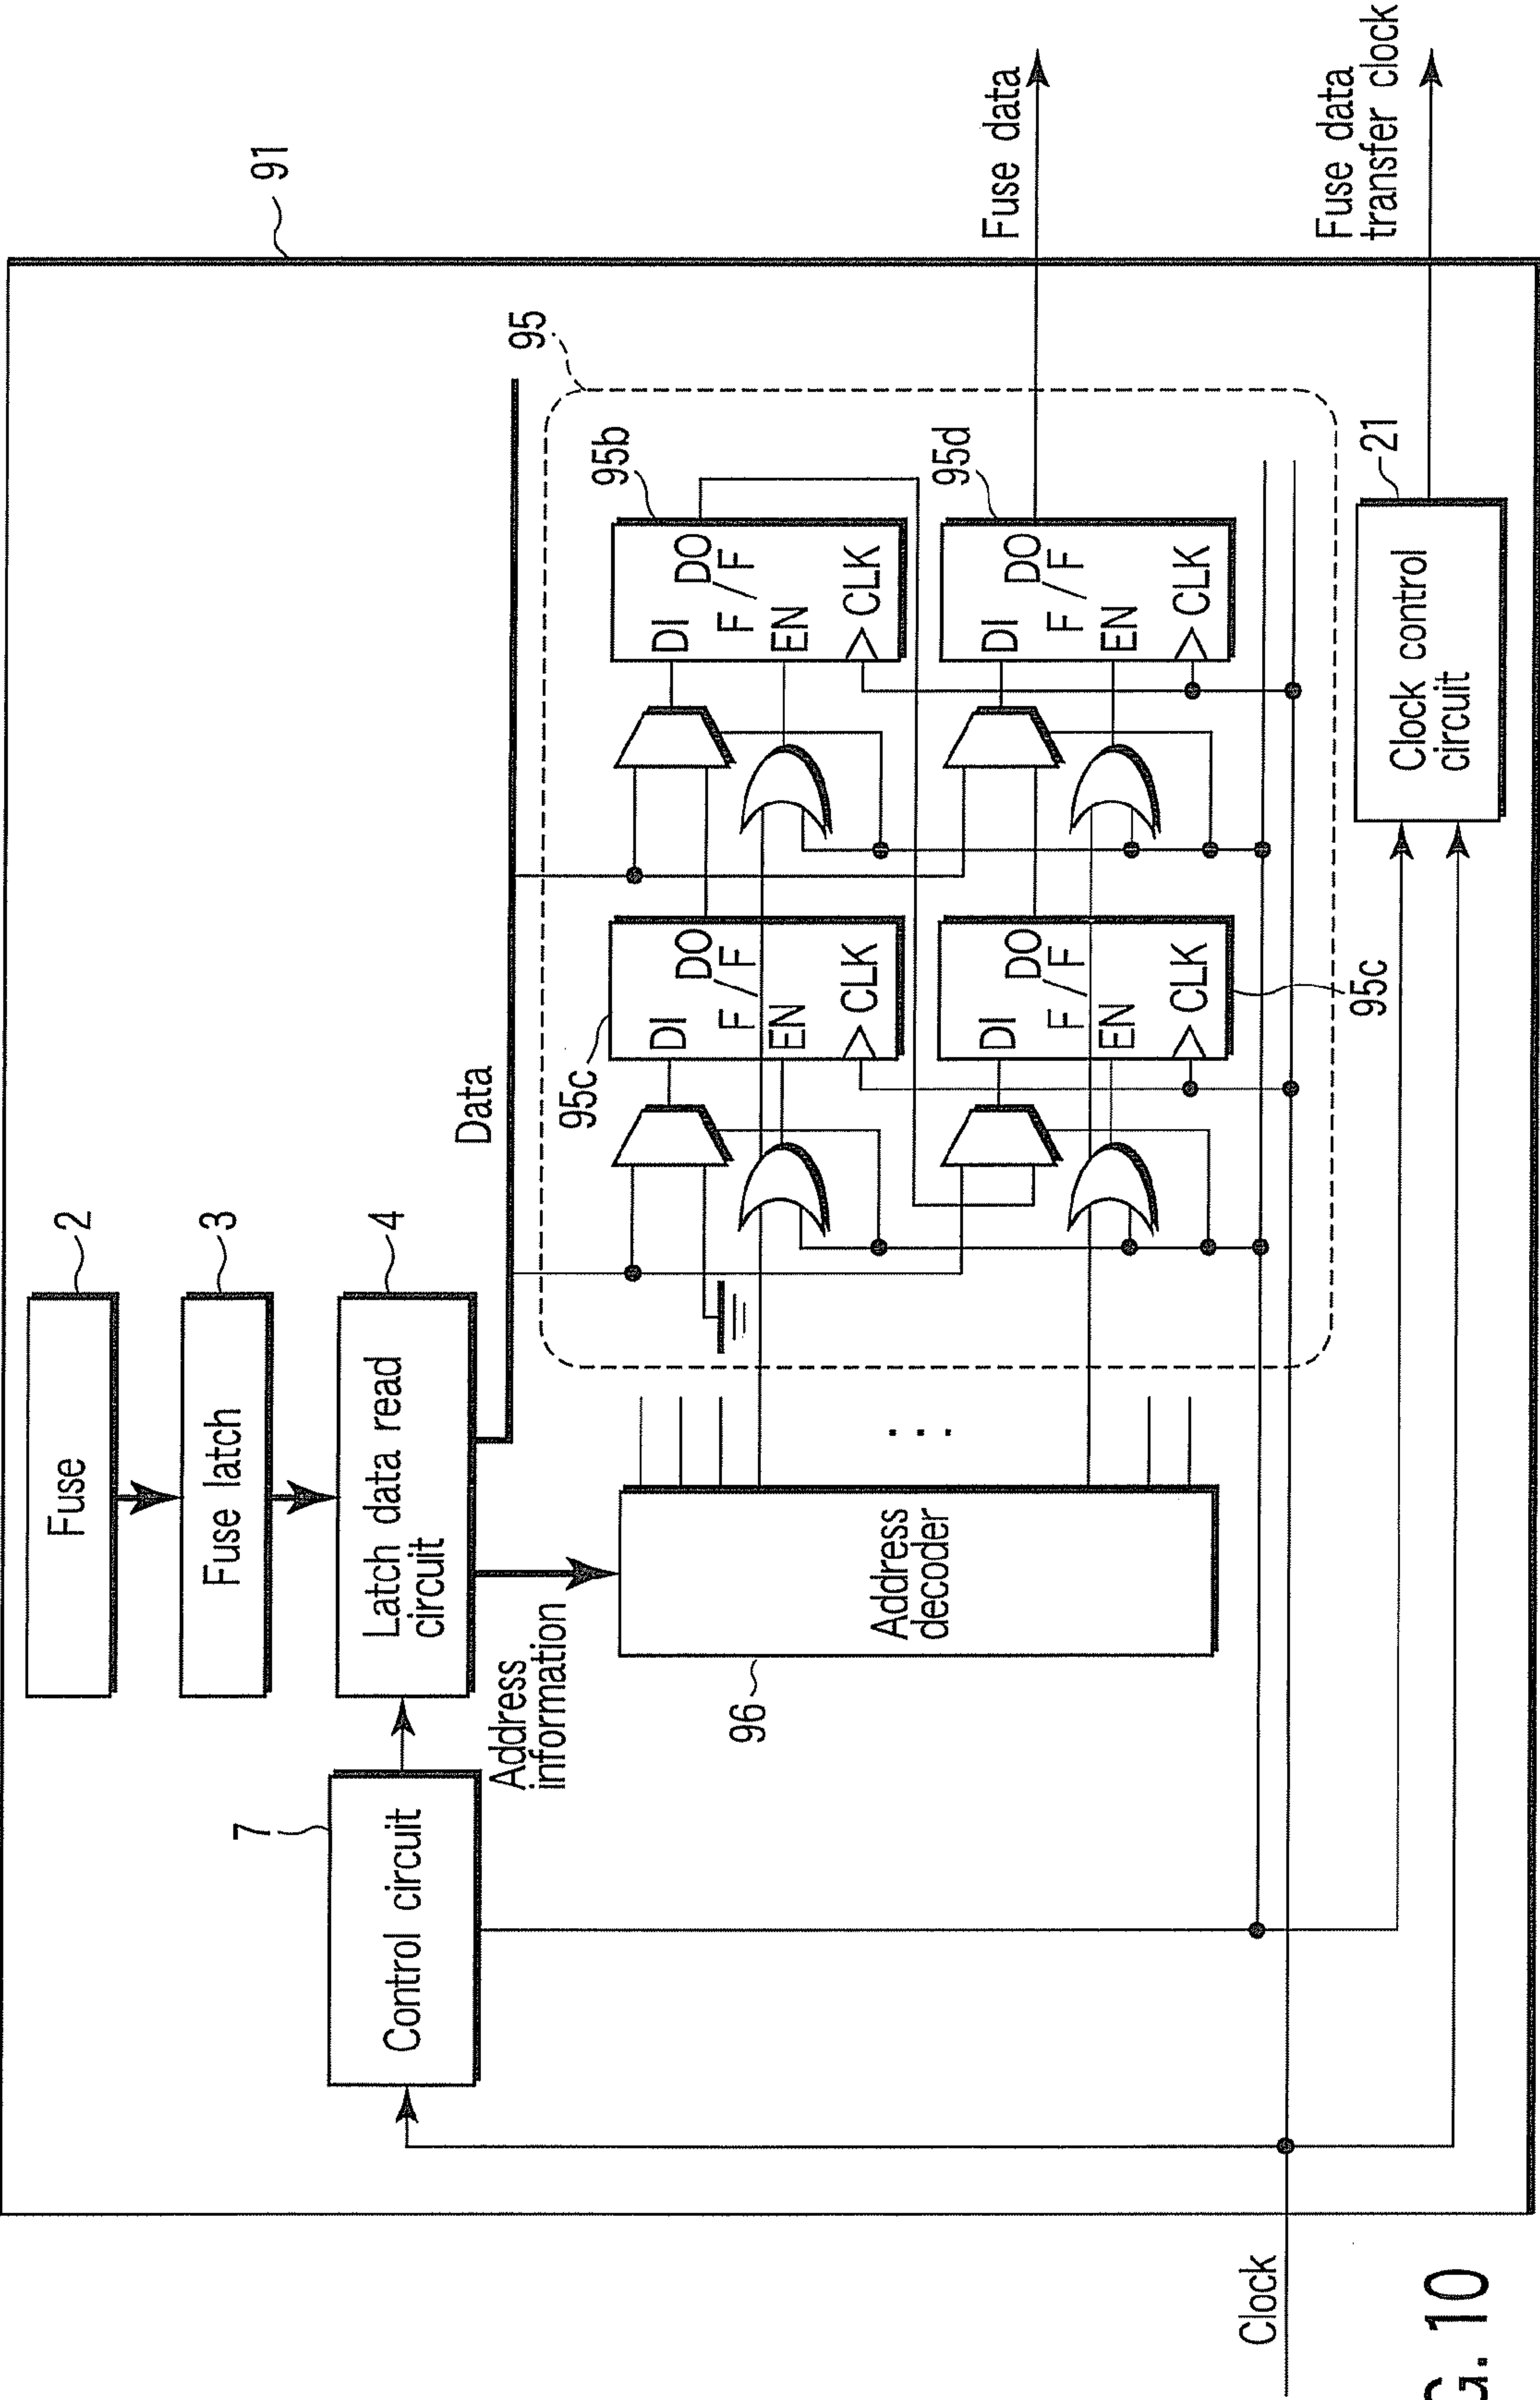 91
Fuse
2
Fuse latch
3
7
Control circuit
Latch data read
circuit
4
Data
Address
information
96
Address
decoder
95
95c
DI
DO
F/F
EN
CLK
95b
DI
DO
F/F
EN
CLK
DI
DO
F/F
EN
CLK
95c
95d
DI
DO
F/F
EN
CLK
Fuse data
Clock
Clock control
circuit
21
Fuse data
transfer clock
G. 10